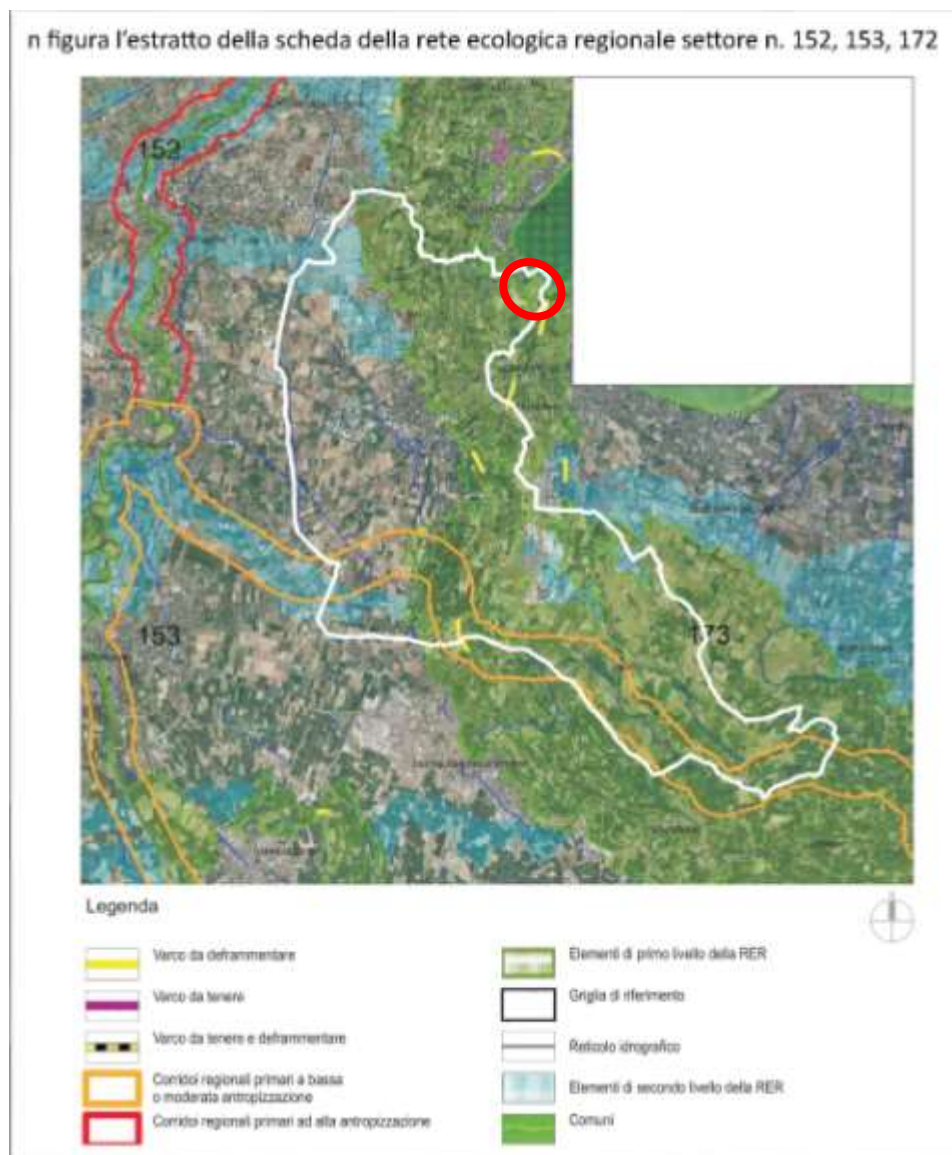 n figura l'estratto della scheda della rete ecologica regionale settore n. 152, 153, 172
152
153
173
Legenda
Varco da deframmentare
Varco da tenere
Varco da tenere e deframmentare
Corridoi regionali primari a bassa
o moderata antropizzazione
Corridoi regionali primari ad alta antropizzazione
Elementi di primo livello della RER
Griglia di riferimento
Reticolo idrografico
Elementi di secondo livello della RER
Comuni